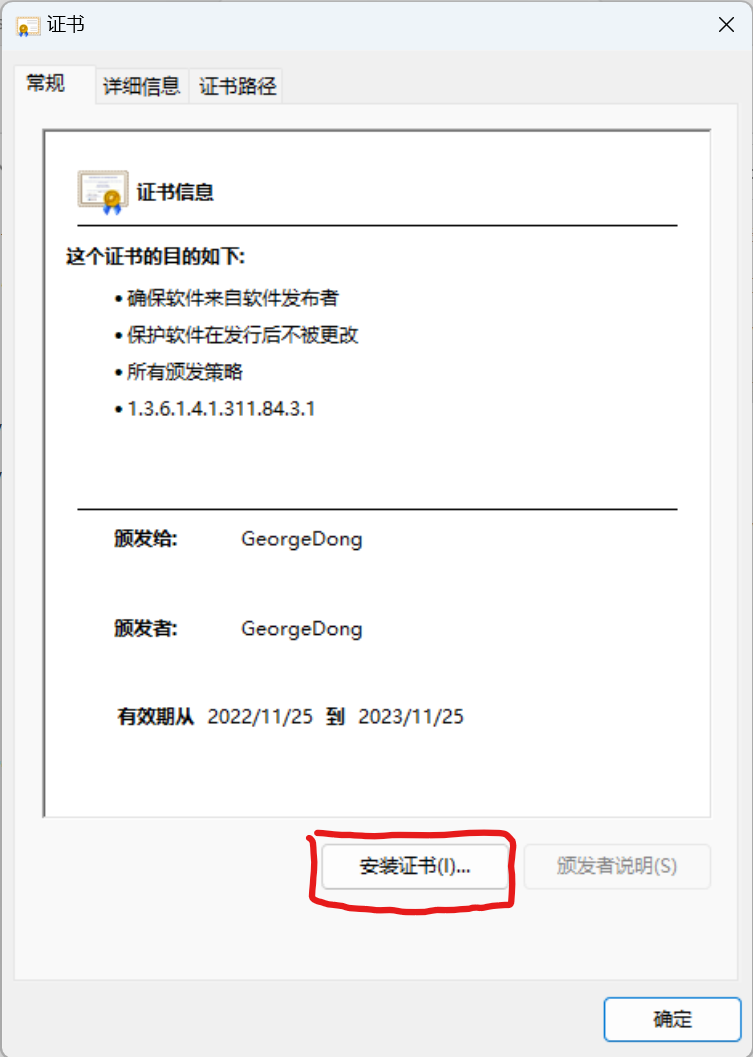 证书
常规 详细信息 证书路径
证书信息
这个证书的目的如下:
• 确保软件来自软件发布者
• 保护软件在发行后不被更改
• 所有颁发策略
• 1.3.6.1.4.1.311.84.3.1
颁发给: GeorgeDong
颁发者: GeorgeDong
有效期从 2022/11/25 到 2023/11/25
安装证书(I)... 颁发者说明(S)
确定